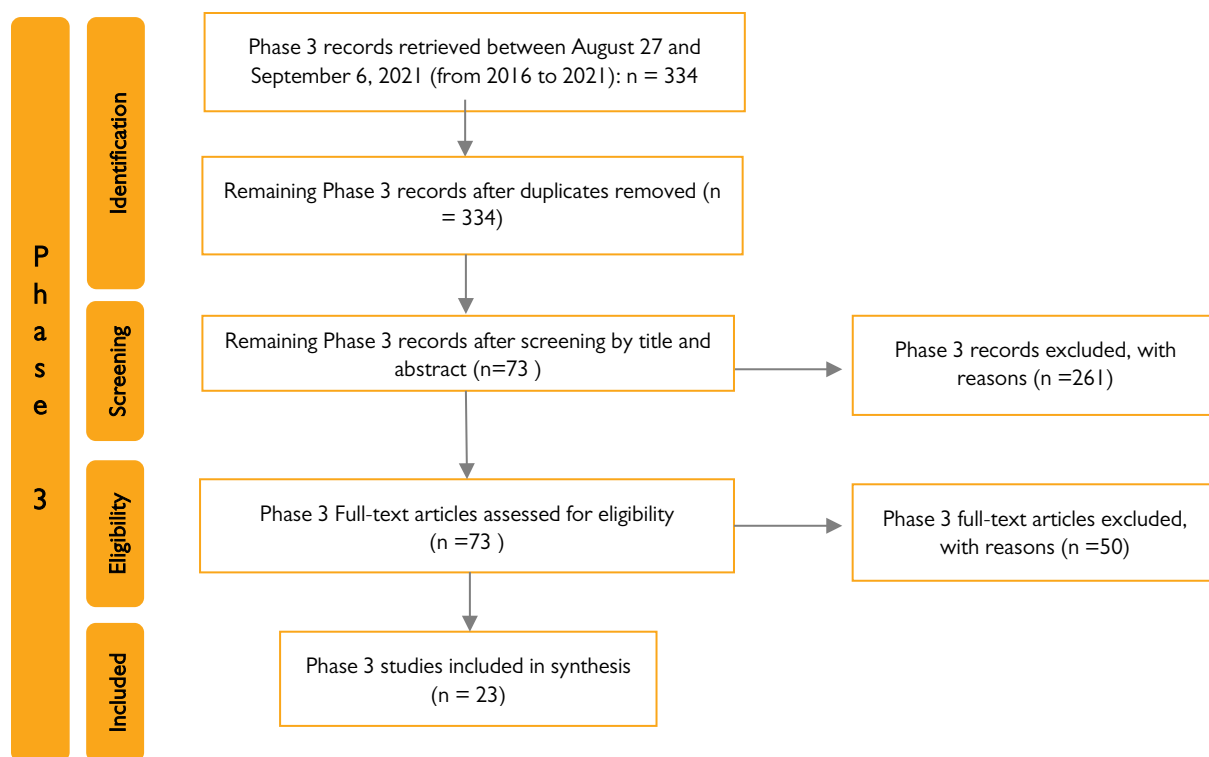 Phase 3
Identification
Phase 3 records retrieved between August 27 and
September 6, 2021 (from 2016 to 2021): n = 334
Remaining Phase 3 records after duplicates removed (n
= 334)
Screening
Remaining Phase 3 records after screening by title and
abstract (n=73 )
Phase 3 records excluded, with
reasons (n =261)
Eligibility
Phase 3 Full-text articles assessed for eligibility
(n =73 )
Phase 3 full-text articles excluded,
with reasons (n =50)
Included
Phase 3 studies included in synthesis
(n = 23)